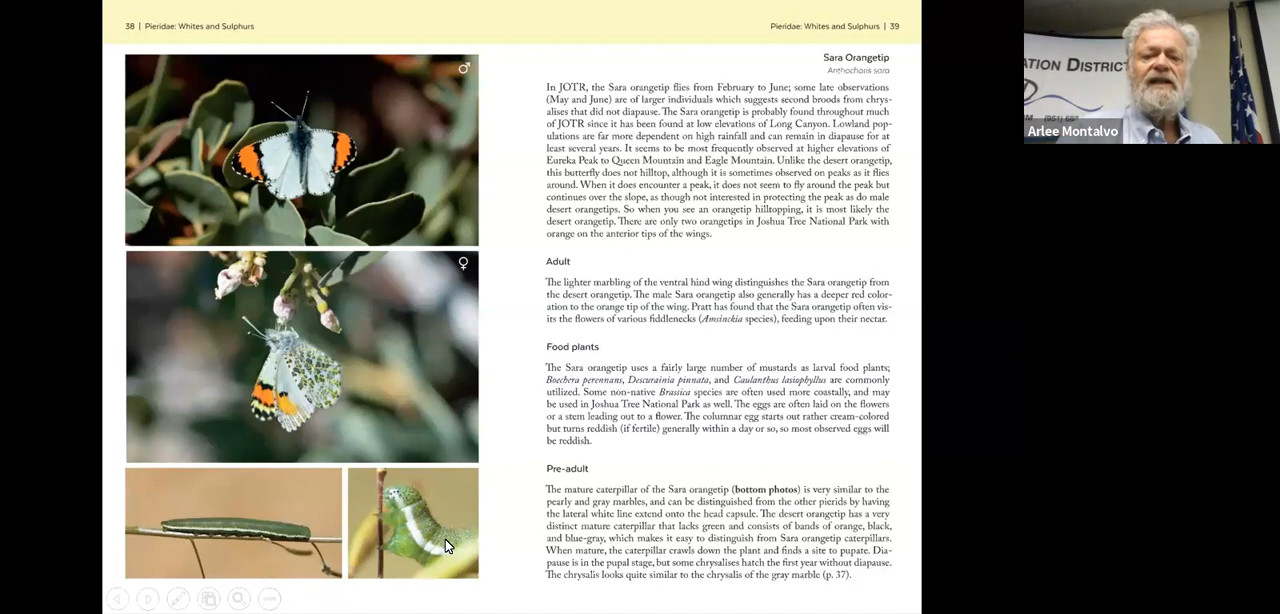 38 | Pieridae: Whites and Sulphurs
Pieridae: Whites and Sulphurs | 39
♂
♀
Sara Orangetip
Anthocharis sara
In JOTR, the Sara orangetip flies from February to June; some late observations
(May and June) are of larger individuals which suggests second broods from chrys-
alises that did not diapause. The Sara orangetip is probably found throughout much
of JOTR since it has been found at low elevations of Long Canyon. Lowland pop-
ulations are far more dependent on high rainfall and can remain in diapause for at
least several years. It seems to be most frequently observed at higher elevations of
Eureka Peak to Queen Mountain and Eagle Mountain. Unlike the desert orangetip,
this butterfly does not hilltop, although it is sometimes observed on peaks as it flies
around. When it does encounter a peak, it does not seem to fly around the peak but
continues over the slope, as though not interested in protecting the peak as do male
desert orangetips. So when you see an orangetip hilltopping, it is most likely the
desert orangetip. There are only two orangetips in Joshua Tree National Park with
orange on the anterior tips of the wings.
Adult
The lighter marbling of the ventral hind wing distinguishes the Sara orangetip from
the desert orangetip. The male Sara orangetip also generally has a deeper red color-
ation to the orange tip of the wing. Pratt has found that the Sara orangetip often vis-
its the flowers of various fiddlenecks (Amsinckia species), feeding upon their nectar.
Food plants
The Sara orangetip uses a fairly large number of mustards as larval food plants;
Boechera perennans, Descurainia pinnata, and Caulanthus lasiophyllus are commonly
utilized. Some non-native Brassica species are often used more coastally, and may
be used in Joshua Tree National Park as well. The eggs are often laid on the flowers
or a stem leading out to a flower. The columnar egg starts out rather cream-colored
but turns reddish (if fertile) generally within a day or so, so most observed eggs will
be reddish.
Pre-adult
The mature caterpillar of the Sara orangetip (bottom photos) is very similar to the
pearly and gray marbles, and can be distinguished from the other pierids by having
the lateral white line extend onto the head capsule. The desert orangetip has a very
distinct mature caterpillar that lacks green and consists of bands of orange, black,
and blue-gray, which makes it easy to distinguish from Sara orangetip caterpillars.
When mature, the caterpillar crawls down the plant and finds a site to pupate. Dia-
pause is in the pupal stage, but some chrysalises hatch the first year without diapause.
The chrysalis looks quite similar to the chrysalis of the gray marble (p. 37).
ATION DISTRIC
(951) 697
Arlee Montalvo